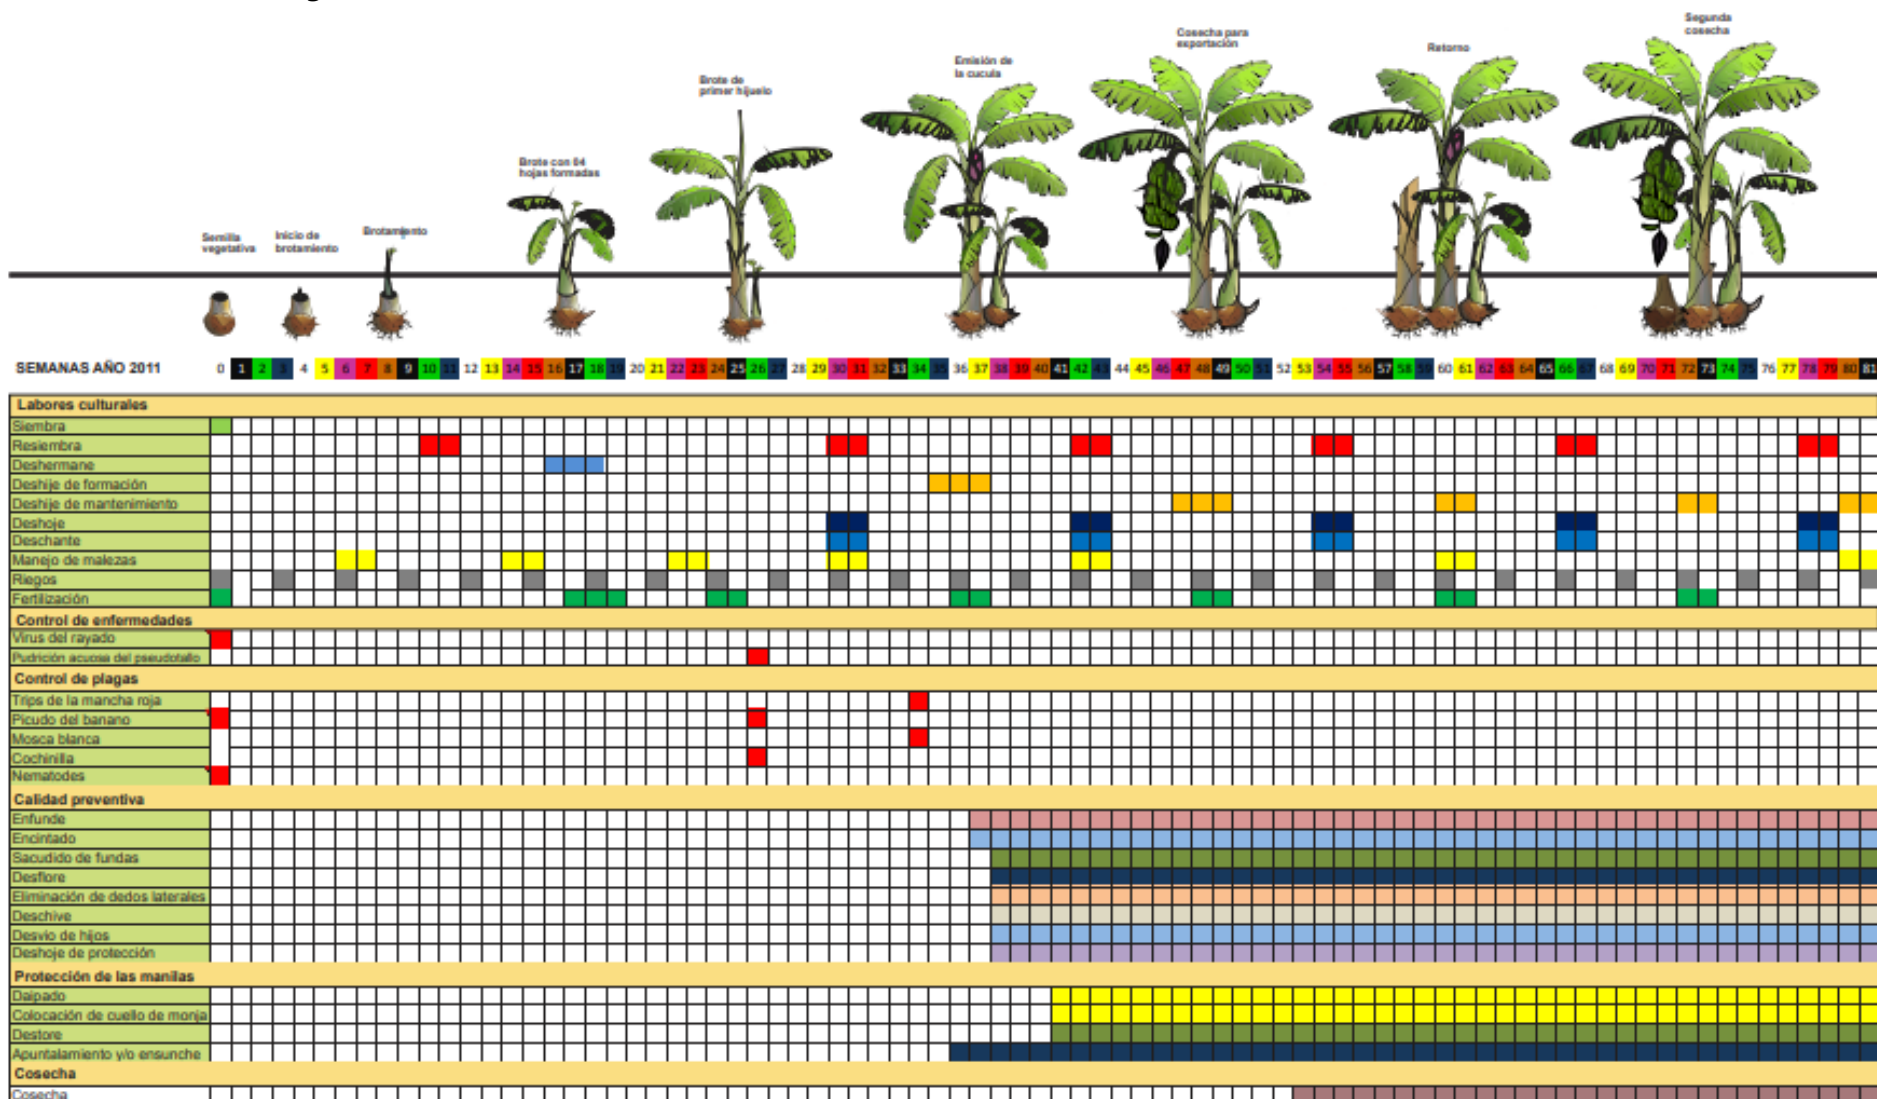 Semilla
vegetativa
Inicio de
brotamiento
Brotamiento
Brote con 04
hojas formadas
Brote de
primer hijuelo
Emisión de
la cucula
Cosecha para
exportación
Retorno
Segunda
cosecha
SEMANAS AÑO 2011 0 1 2 3 4 5 6 7 8 9 10 11 12 13 14 15 16 17 18 19 20 21 22 23 24 25 26 27 28 29 30 31 32 33 34 35 36 37 38 39 40 41 42 43 44 45 46 47 48 49 50 51 52 53 54 55 56 57 58 59 60 61 62 63 64 65 66 67 68 69 70 71 72 73 74 75 76 77 78 79 80 81
Labores culturales
Siembra
Resiembra
Deshermane
Deshije de formación
Deshije de mantenimiento
Deshoje
Deschante
Manejo de malezas
Riegos
Fertilización
Control de enfermedades
Virus del rayado
Pudrición acuosa del pseudotallo
Control de plagas
Trips de la mancha roja
Picudo del banano
Mosca blanca
Cochinilla
Nematodes
Calidad preventiva
Enfunde
Encintado
Sacudido de fundas
Desflore
Eliminación de dedos laterales
Deschive
Desvio de hijos
Deshoje de protección
Protección de las manilas
Daipado
Colocación de cuello de monja
Destore
Apuntalamiento y/o ensunche
Cosecha
Cosecha